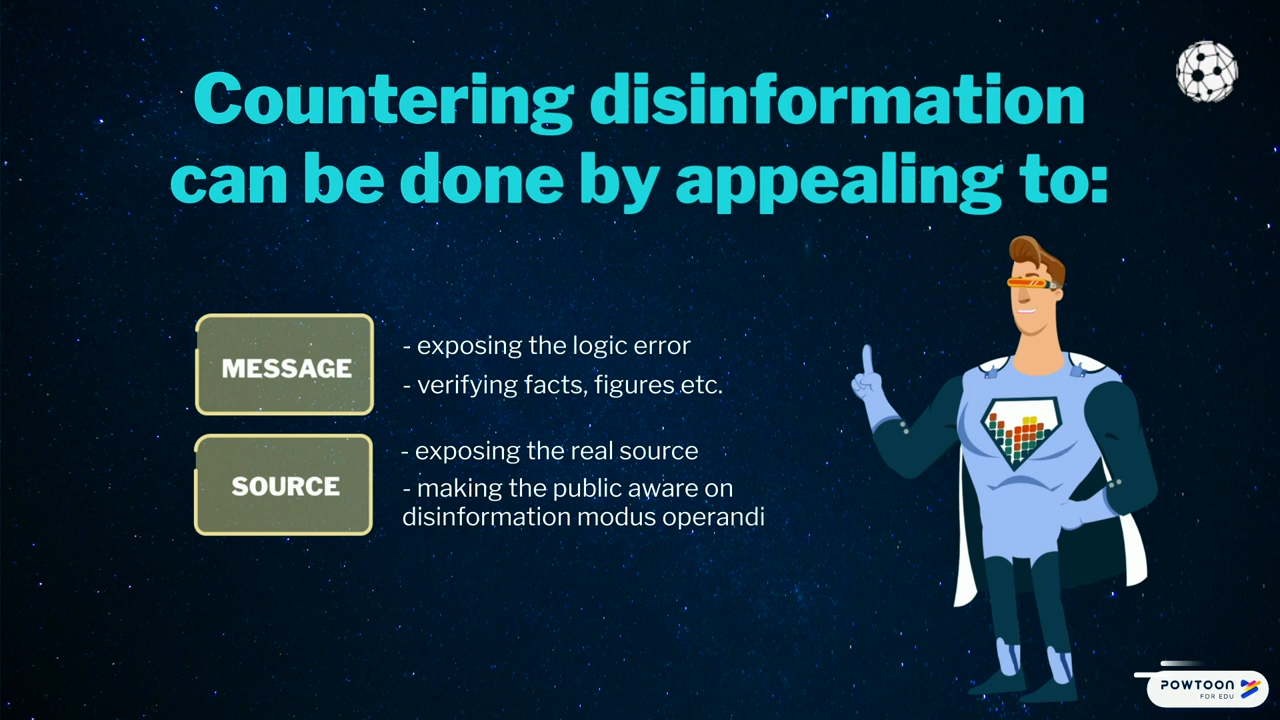 Countering disinformation
can be done by appealing to:
MESSAGE
- exposing the logic error
- verifying facts, figures etc.
SOURCE
- exposing the real source
- making the public aware on
disinformation modus operandi
POWTOON
FOR EDU